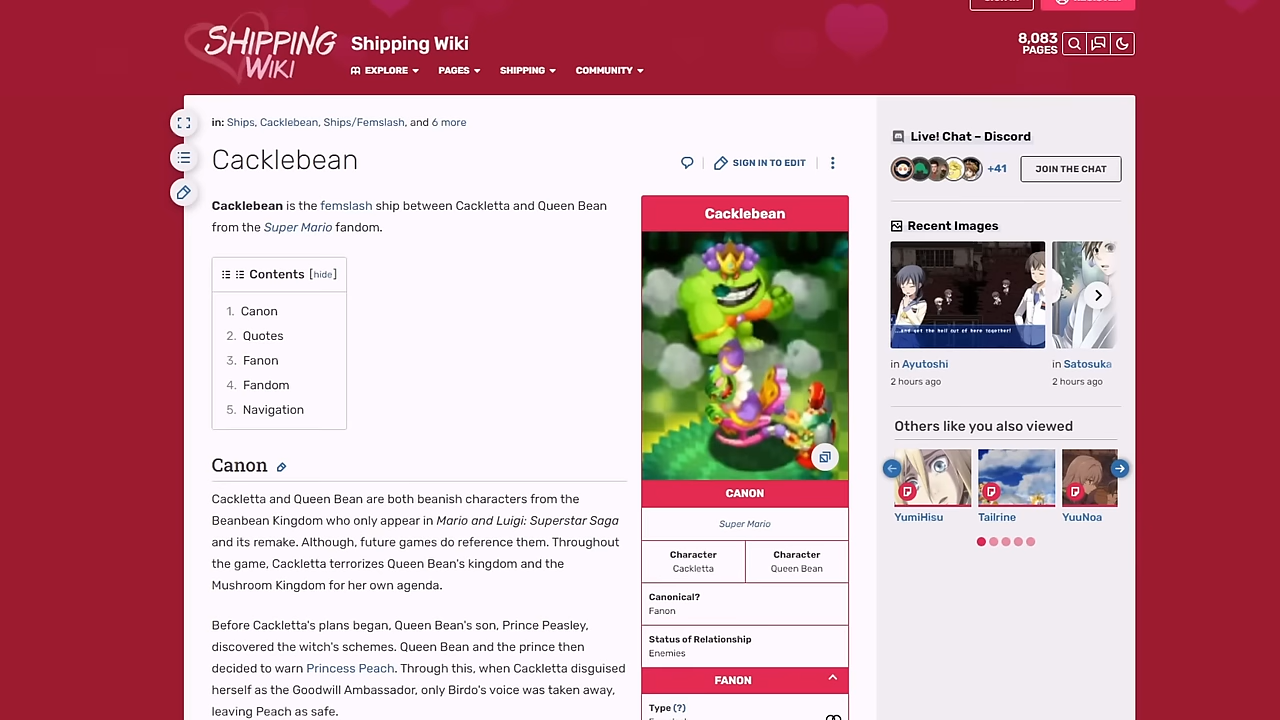 SHIPPING
WIKI
Shipping Wiki
8,083
PAGES
EXPLORE
PAGES
SHIPPING
COMMUNITY
in: Ships, Cacklebean, Ships/Femslash, and 6 more
Cacklebean
SIGN IN TO EDIT
Cacklebean is the femslash ship between Cackletta and Queen Bean
from the Super Mario fandom.
Contents [hide]
1. Canon
2. Quotes
3. Fanon
4. Fandom
5. Navigation
Canon
Cackletta and Queen Bean are both beanish characters from the
Beanbean Kingdom who only appear in Mario and Luigi: Superstar Saga
and its remake. Although, future games do reference them. Throughout
the game, Cackletta terrorizes Queen Bean's kingdom and the
Mushroom Kingdom for her own agenda.
Before Cackletta's plans began, Queen Bean's son, Prince Peasley,
discovered the witch's schemes. Queen Bean and the prince then
decided to warn Princess Peach. Through this, when Cackletta disguised
herself as the Goodwill Ambassador, only Birdo's voice was taken away,
leaving Peach as safe.
Cacklebean
CANON
Super Mario
Character
Cackletta
Character
Queen Bean
Canonical?
Fanon
Status of Relationship
Enemies
FANON
Type (?)
Live! Chat – Discord
+41
JOIN THE CHAT
Recent Images
...and get the hell out of here together!
in Ayutoshi
2 hours ago
in Satosuka
2 hours ago
Others like you also viewed
YumiHisu
Tailrine
YuuNoa